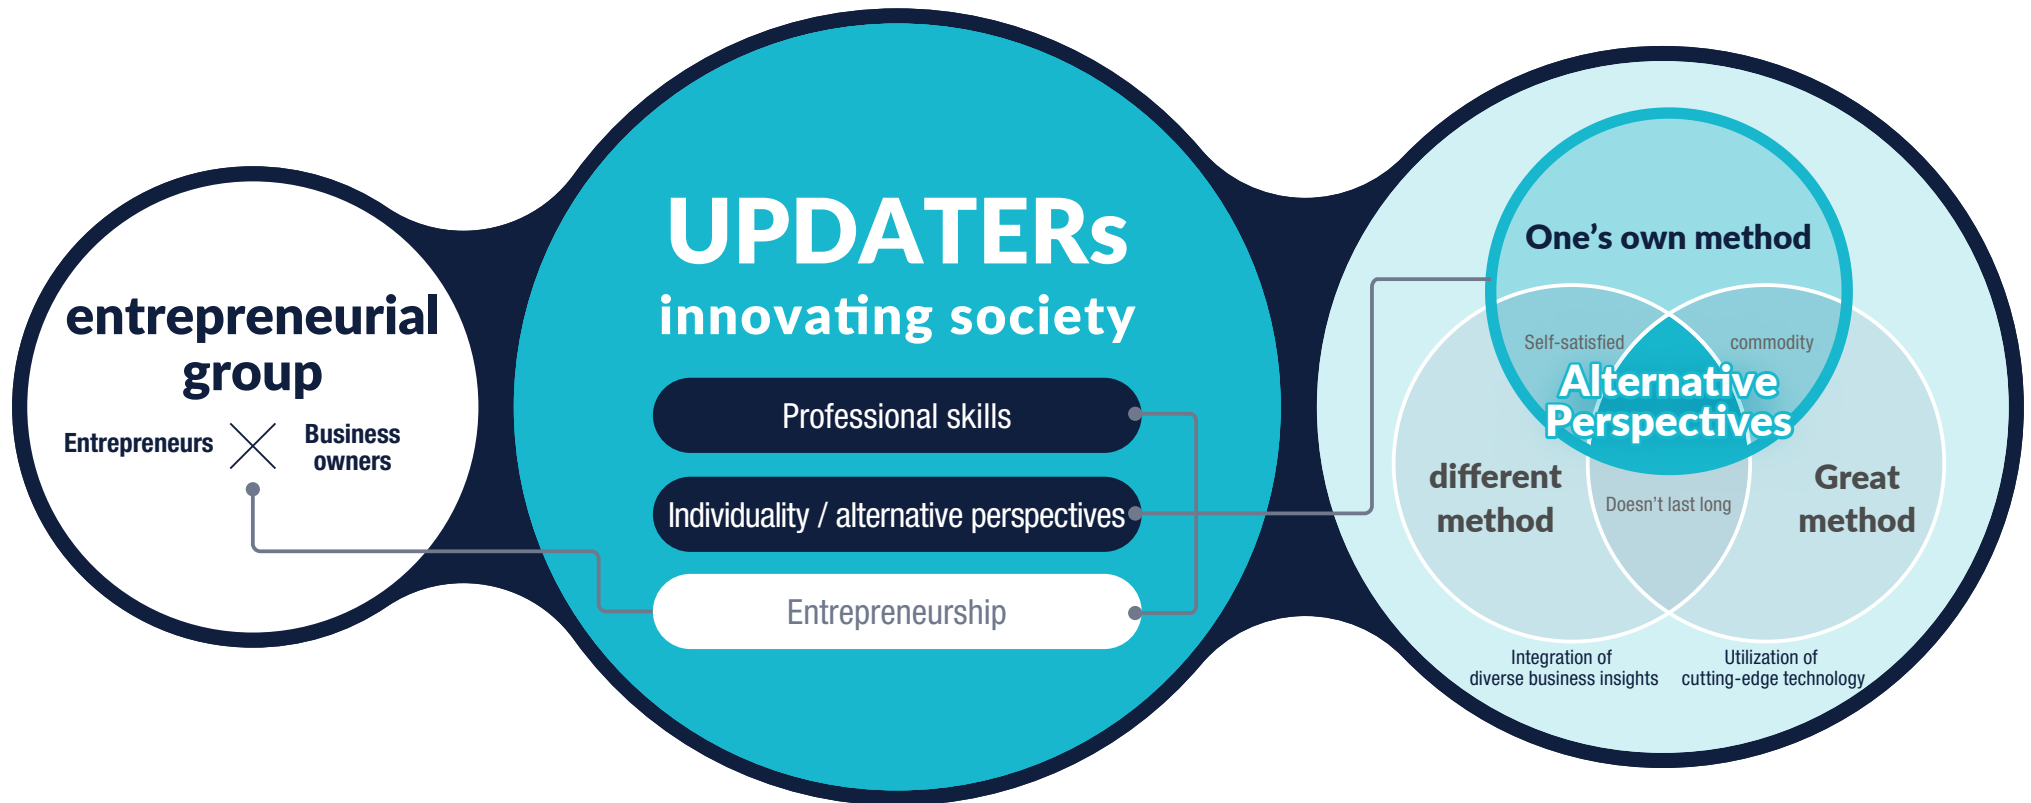 entrepreneurial
group
Entrepreneurs
Business
owners
UPDATERs
innovating society
Professional skills
Individuality / alternative perspectives
Entrepreneurship
One’s own method
Self-satisfied
commodity
Alternative
Perspectives
different
method
Doesn’t last long
Great
method
Integration of
diverse business insights
Utilization of
cutting-edge technology